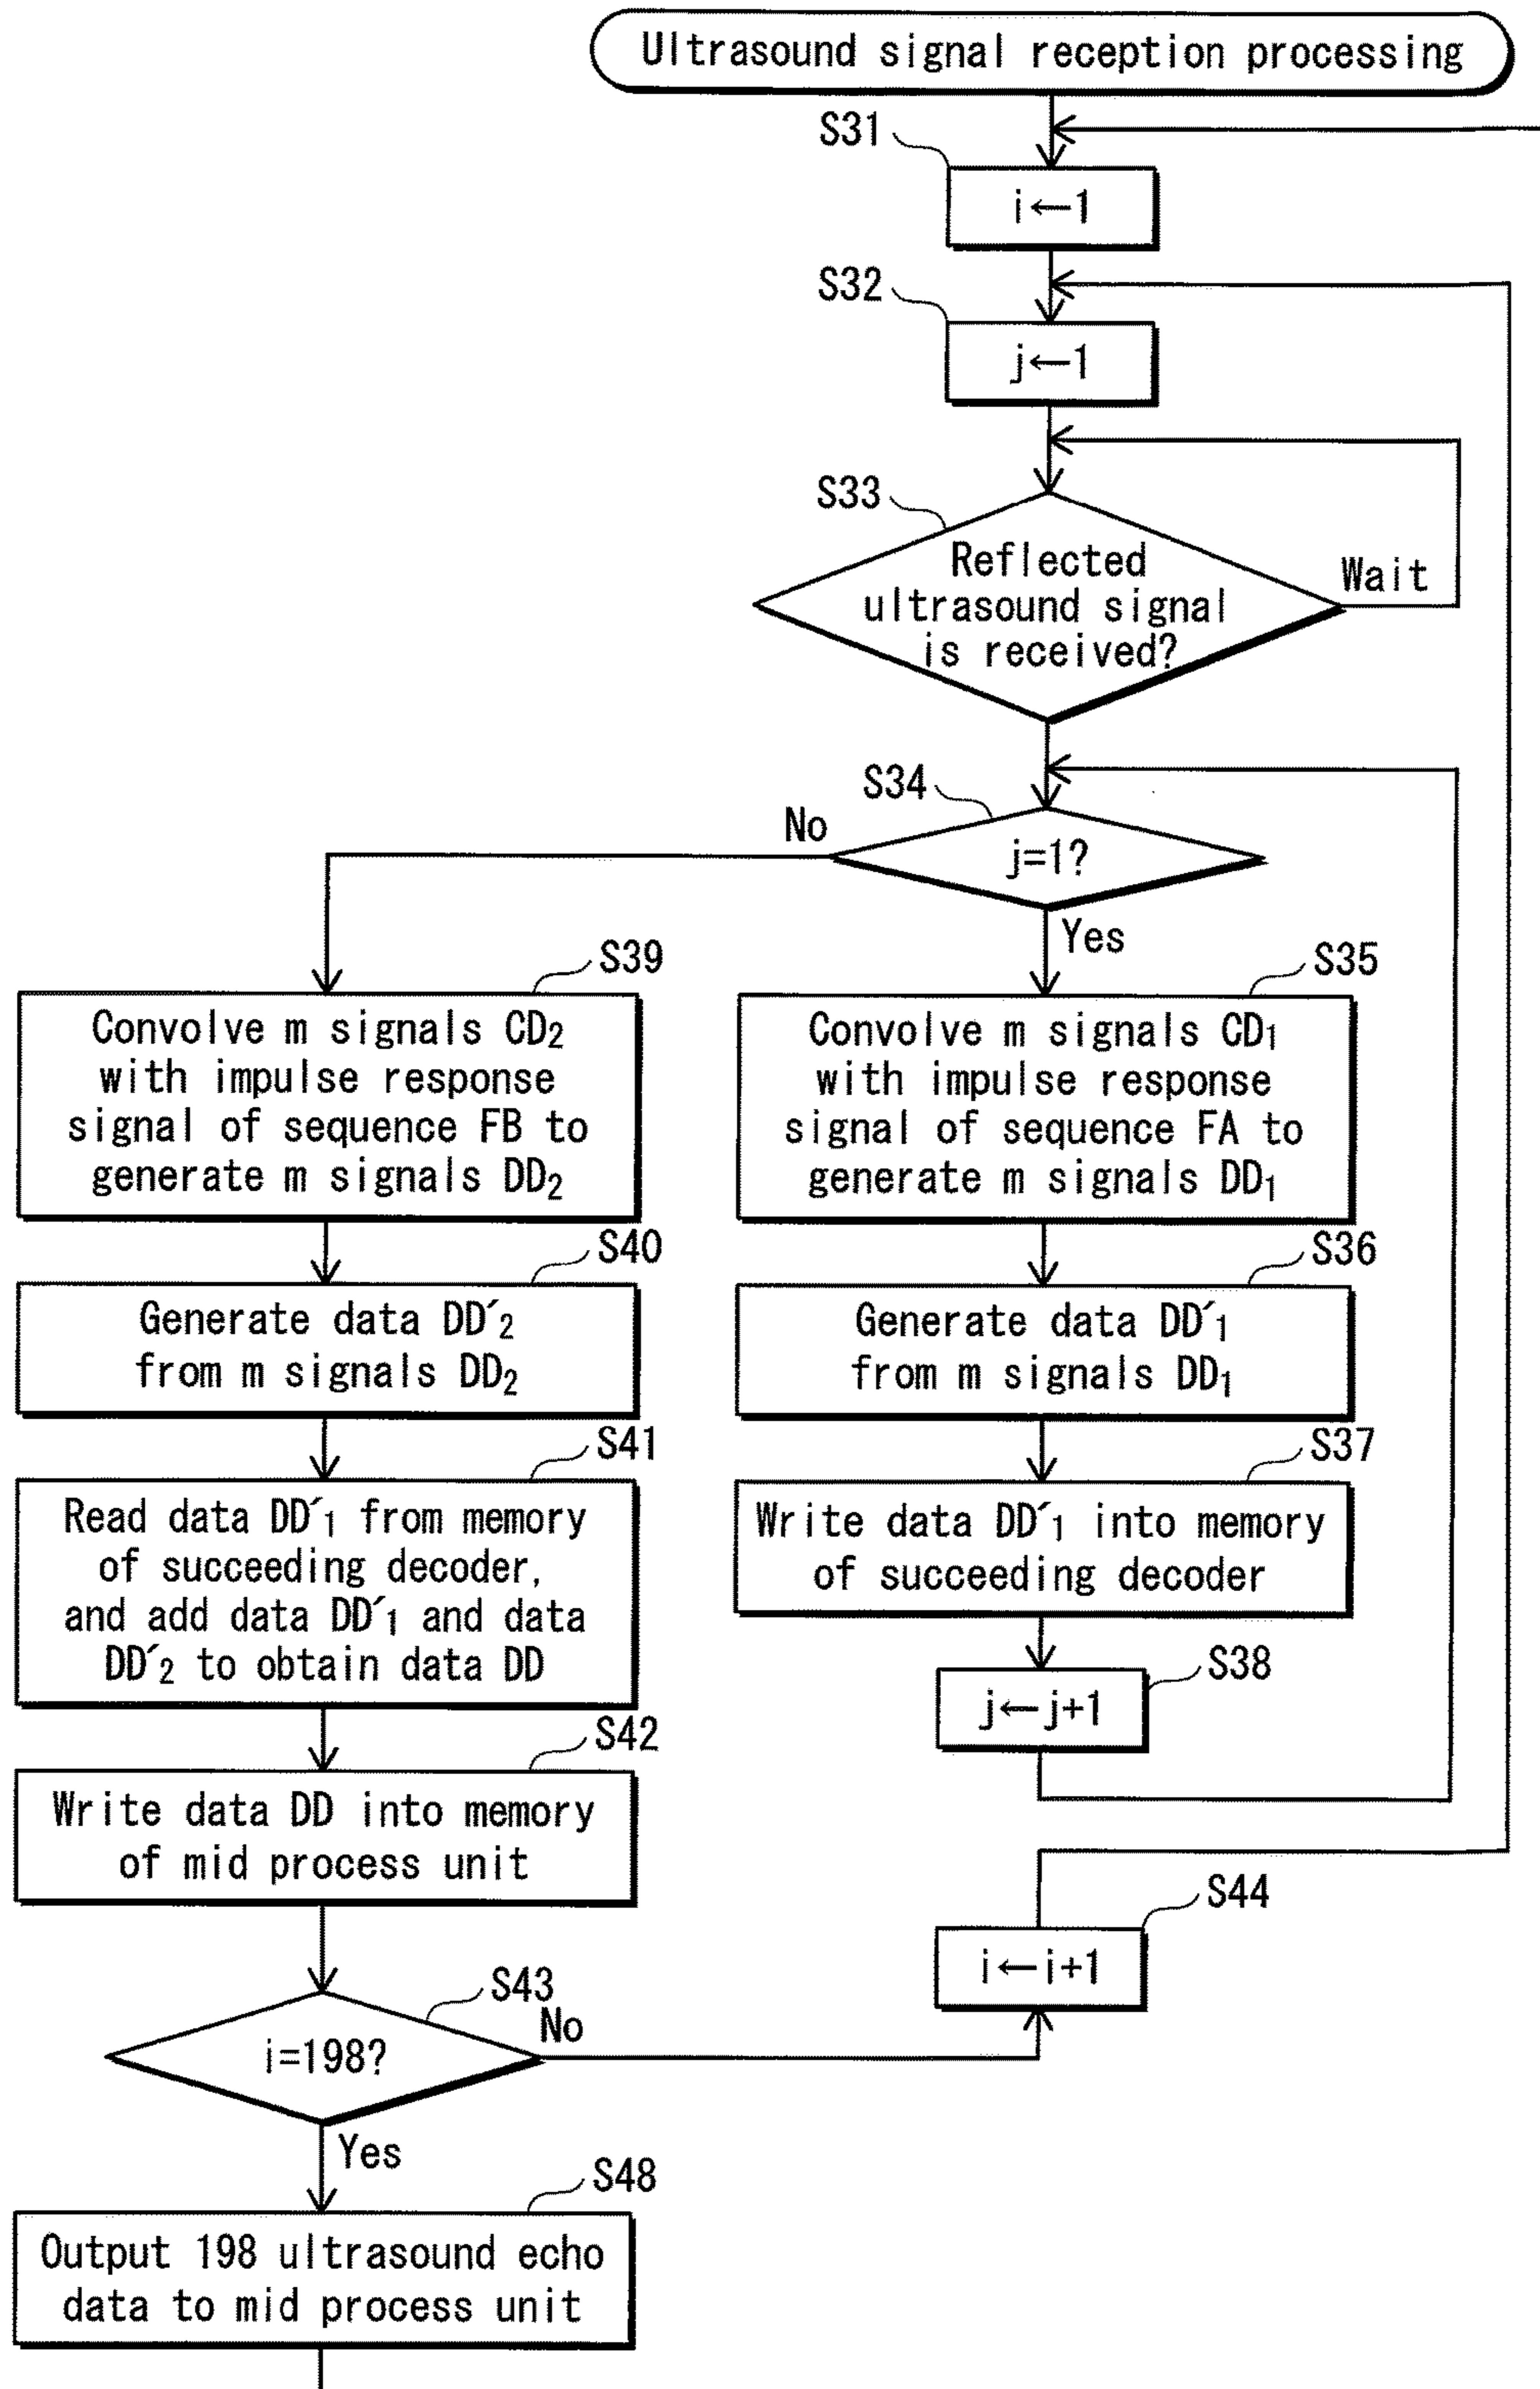 Ultrasound signal reception processing
S31
i←1
S32
j←1
S33
Reflected
ultrasound signal
is received?
Wait
S34
j=1?
No
Yes
S35
Convolve m signals CD₁
with impulse response
signal of sequence FA to
generate m signals DD₁
S36
Generate data DD′₁
from m signals DD₁
S37
Write data DD′₁ into memory
of succeeding decoder
S38
j←j+1
S39
Convolve m signals CD₂
with impulse response
signal of sequence FB to
generate m signals DD₂
S40
Generate data DD′₂
from m signals DD₂
S41
Read data DD′₁ from memory
of succeeding decoder,
and add data DD′₁ and data
DD′₂ to obtain data DD
S42
Write data DD into memory
of mid process unit
S43
i=198?
No
S44
i←i+1
Yes
S48
Output 198 ultrasound echo
data to mid process unit